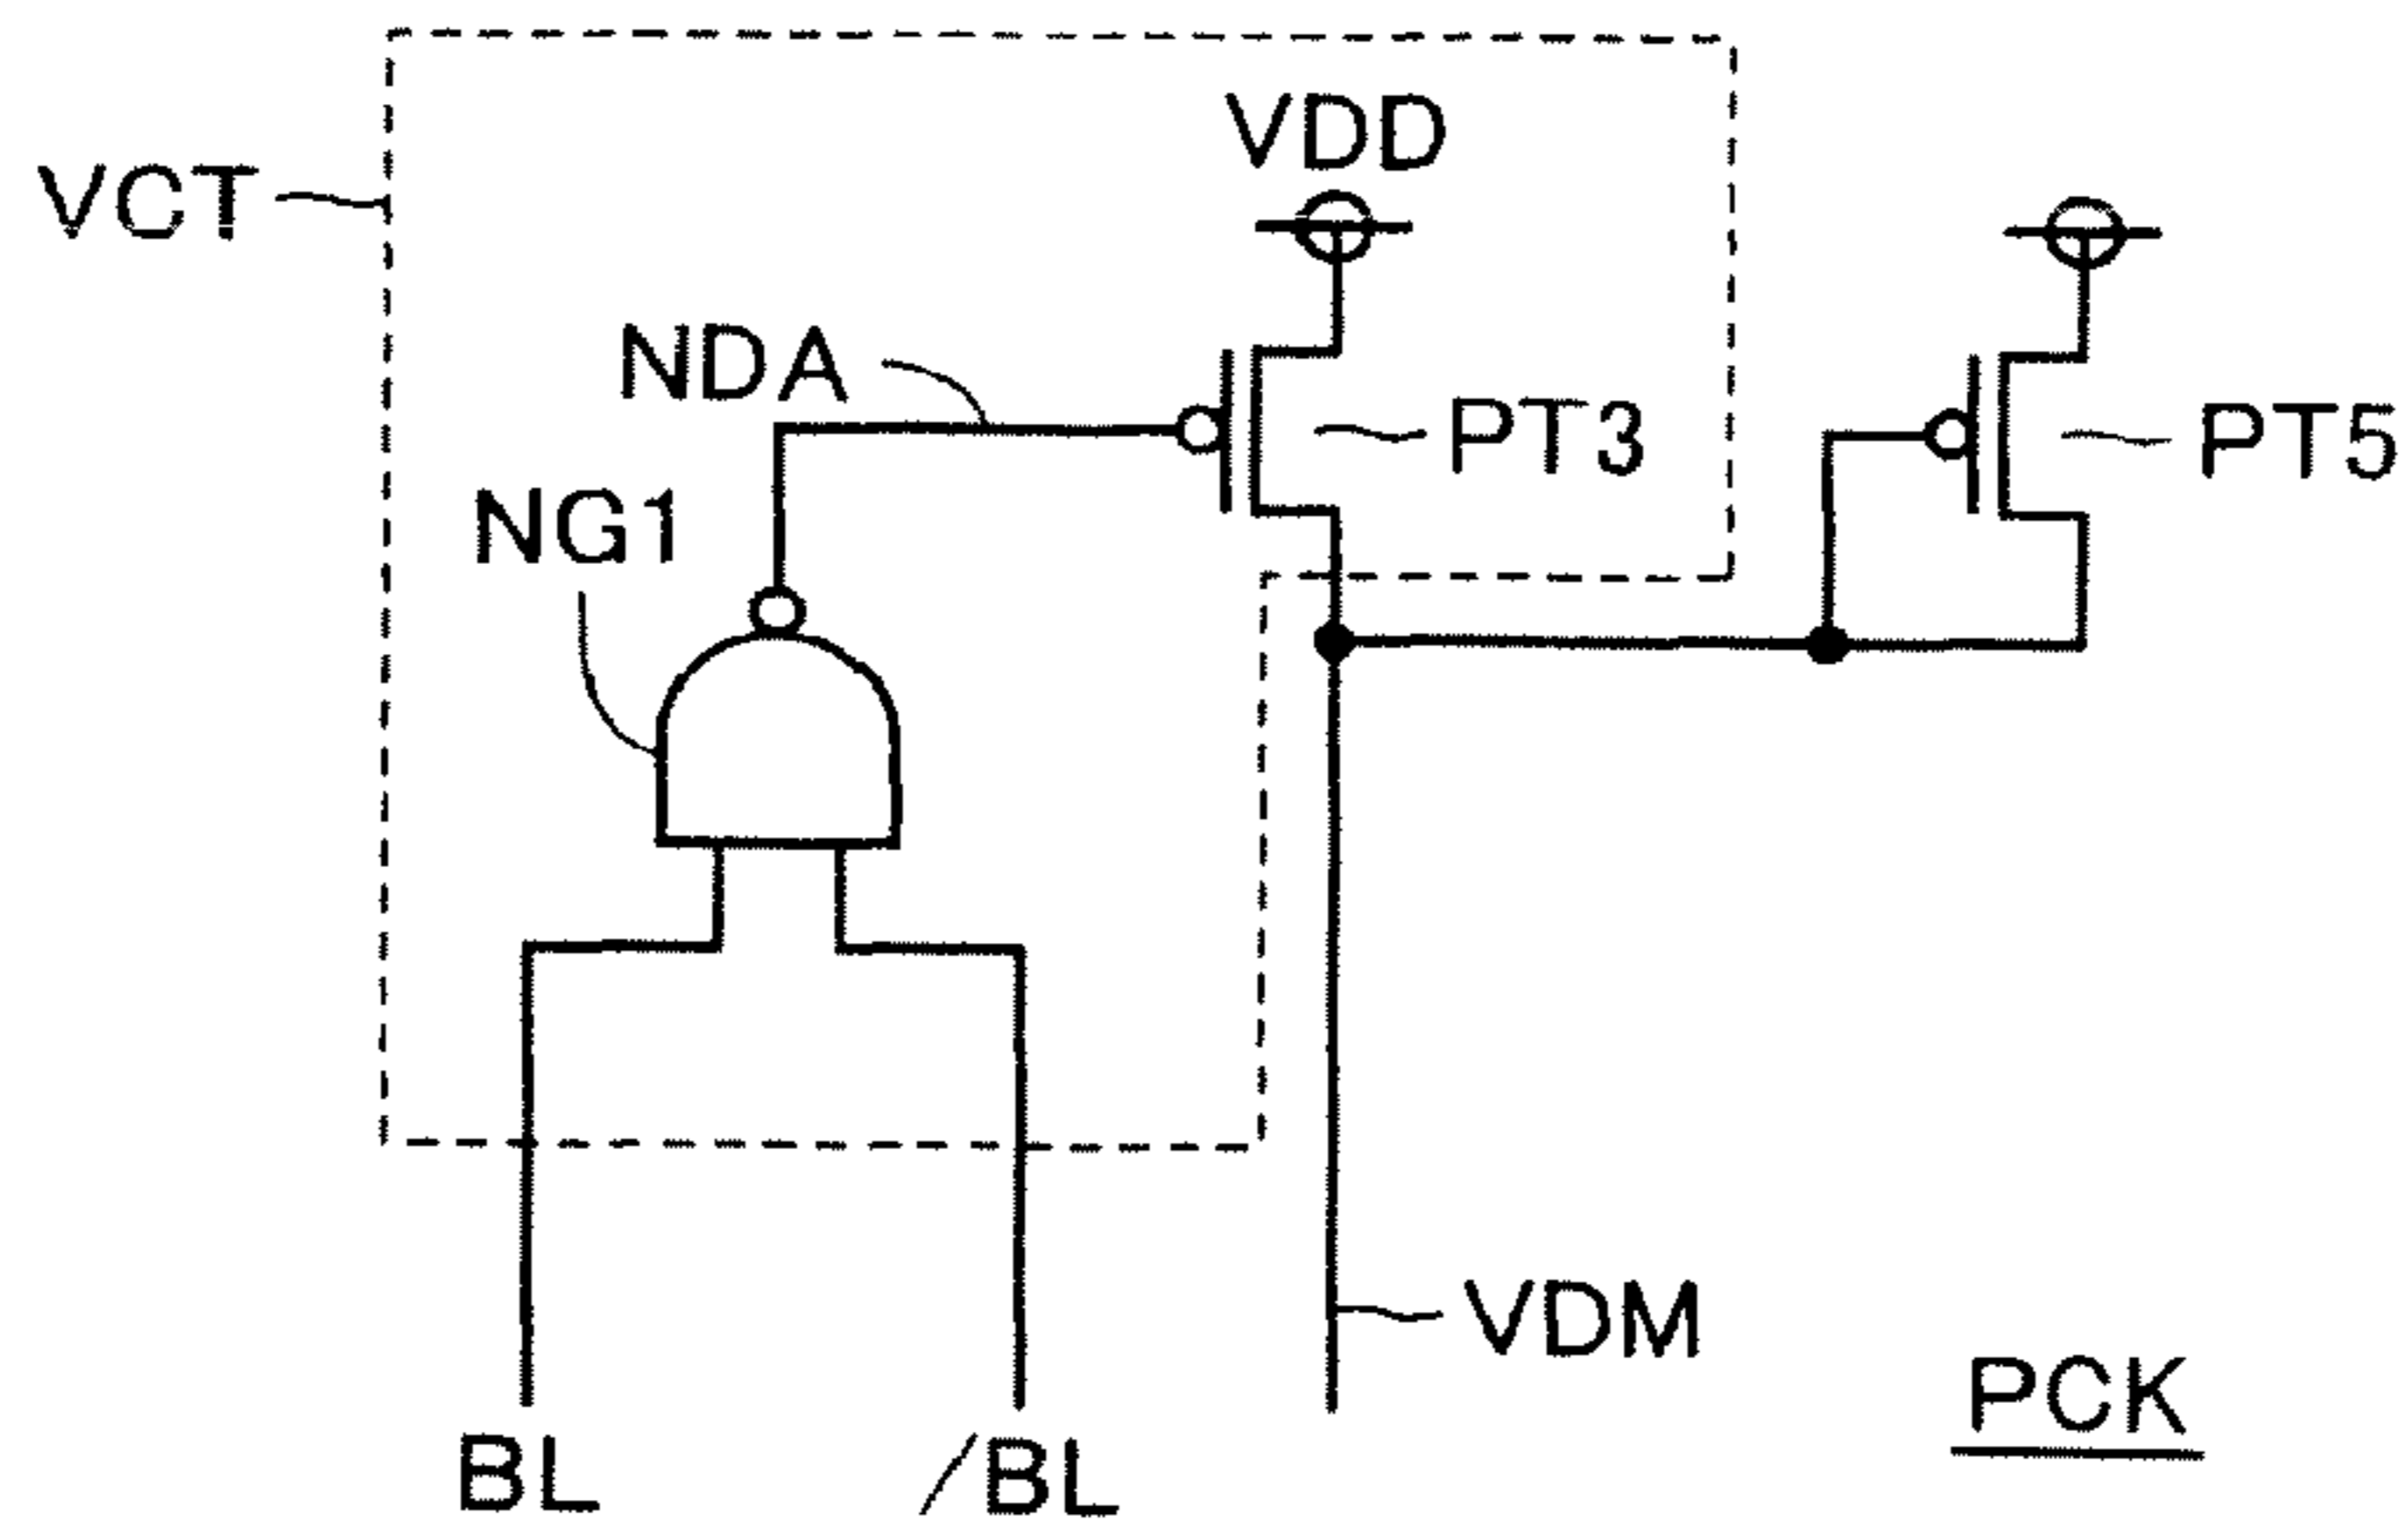 VDD
VCT
NDA
PT3
PT5
NG1
VDM
PCK
BL
/BL